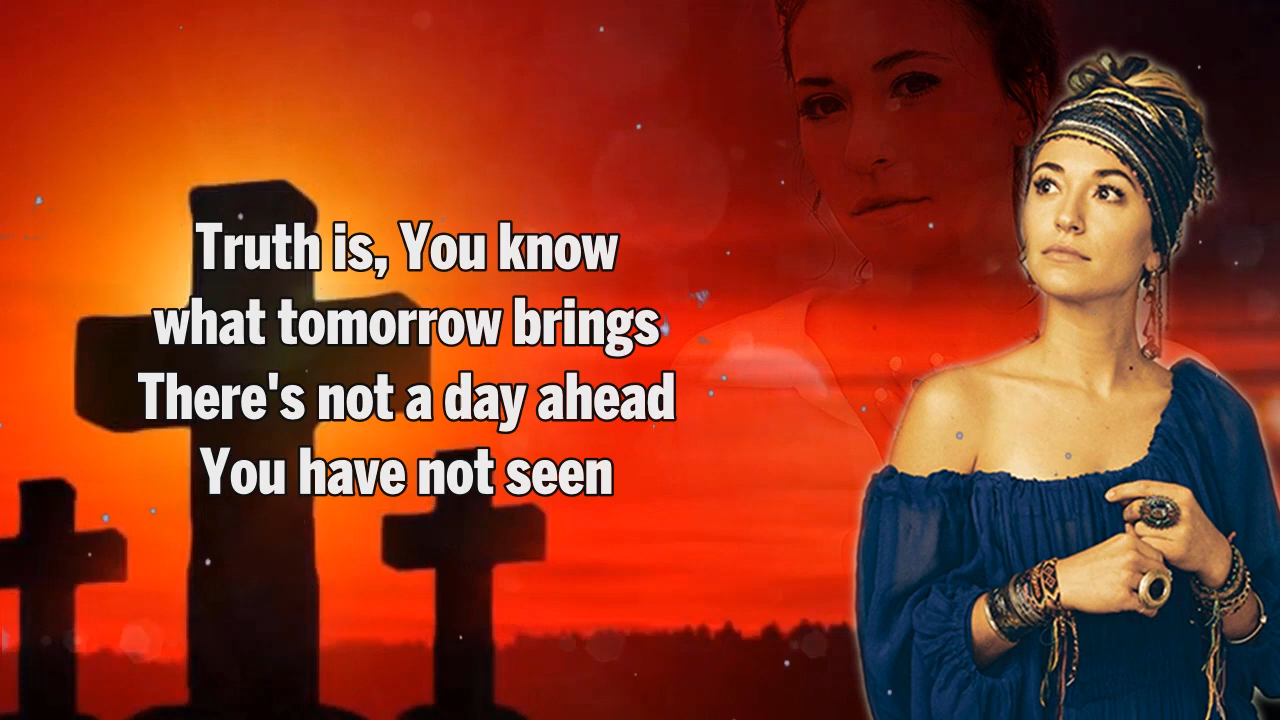 Truth is, You know
what tomorrow brings
There's not a day ahead
You have not seen